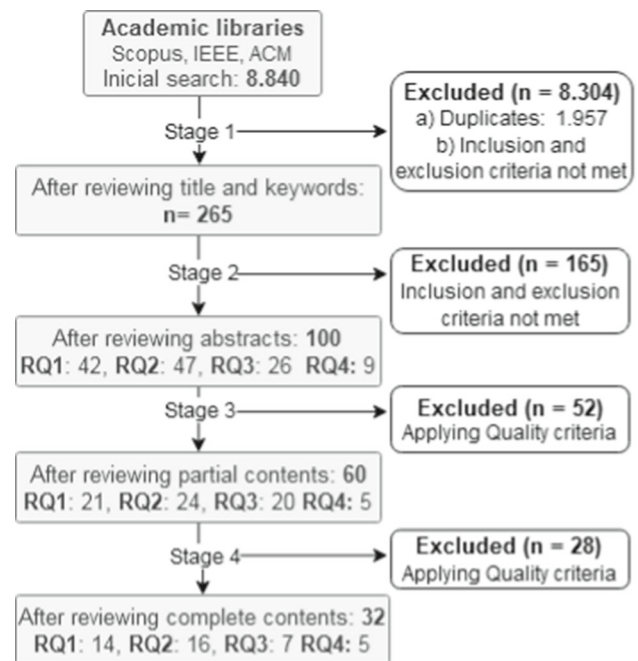 Academic libraries
Scopus, IEEE, ACM
Inicial search: 8.840
Stage 1
Excluded (n = 8.304)
a) Duplicates: 1.957
b) Inclusion and
exclusion criteria not met
After reviewing title and keywords:
n= 265
Stage 2
Excluded (n = 165)
Inclusion and exclusion
criteria not met
After reviewing abstracts: 100
RQ1: 42, RQ2: 47, RQ3: 26 RQ4: 9
Stage 3
Excluded (n = 52)
Applying Quality criteria
After reviewing partial contents: 60
RQ1: 21, RQ2: 24, RQ3: 20 RQ4: 5
Stage 4
Excluded (n = 28)
Applying Quality criteria
After reviewing complete contents: 32
RQ1: 14, RQ2: 16, RQ3: 7 RQ4: 5